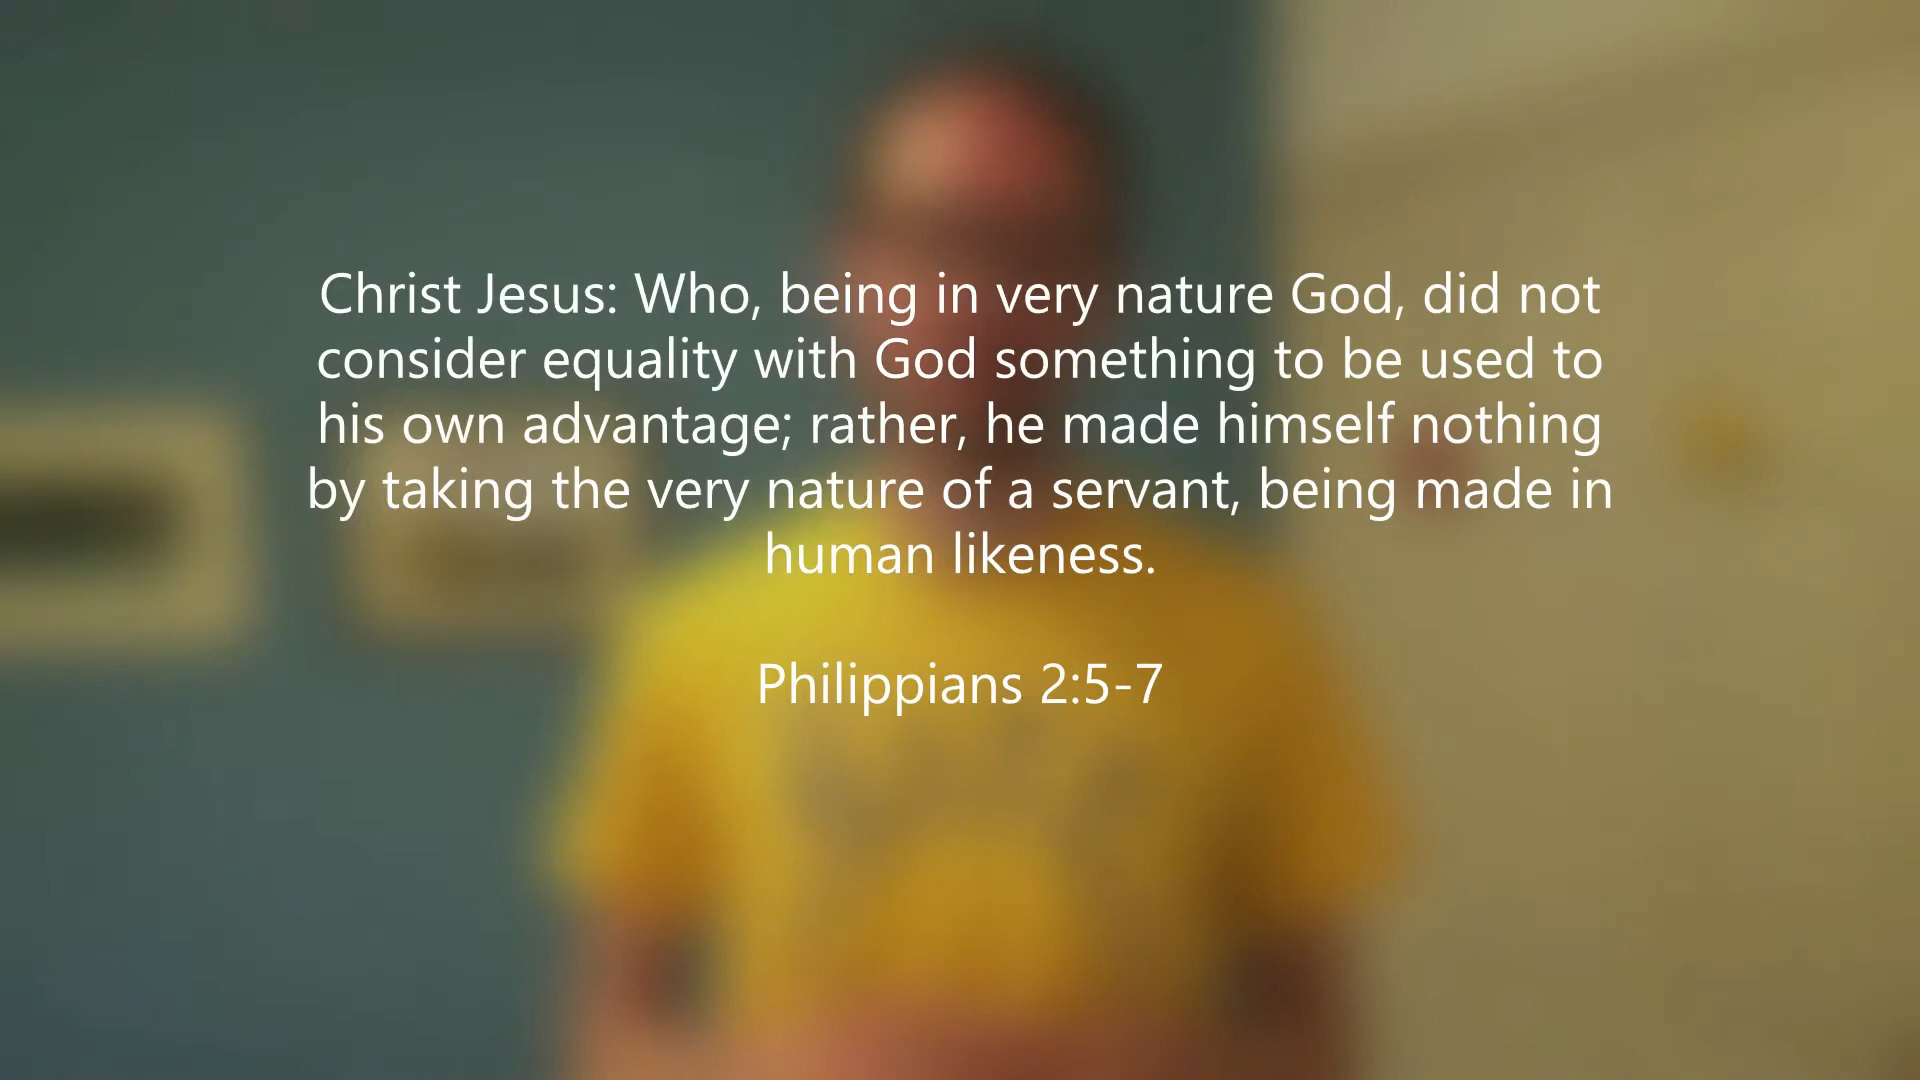 Christ Jesus: Who, being in very nature God, did not
consider equality with God something to be used to
his own advantage; rather, he made himself nothing
by taking the very nature of a servant, being made in
human likeness.
Philippians 2:5-7